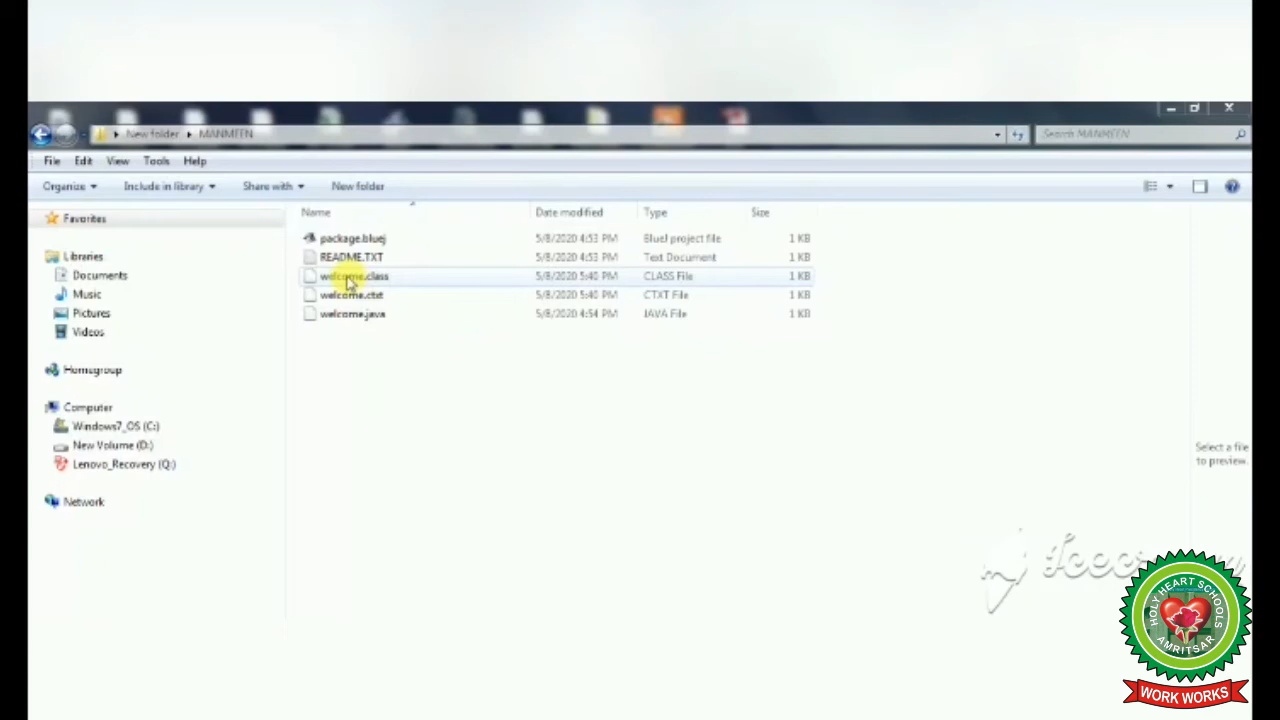 New folder ▸ MANMEEN
Search MANMEEN
File Edit View Tools Help
Organize Include in library Share with New folder
Name Date modified Type Size
Favorites
Libraries
Documents
Music
Pictures
Videos
Homegroup
Computer
Windows7_OS (C:)
New Volume (D:)
Lenovo_Recovery (Q:)
Network
package.bluej 5/8/2020 4:53 PM BlueJ project file 1 KB
README.TXT 5/8/2020 4:53 PM Text Document 1 KB
welcome.class 5/8/2020 5:40 PM CLASS File 1 KB
welcome.ctxt 5/8/2020 5:40 PM CTXT File 1 KB
welcome.java 5/8/2020 4:54 PM JAVA File 1 KB
Select a file
to preview.
HOLY HEART SCHOOLS
AMRITSAR
WORK WORKS